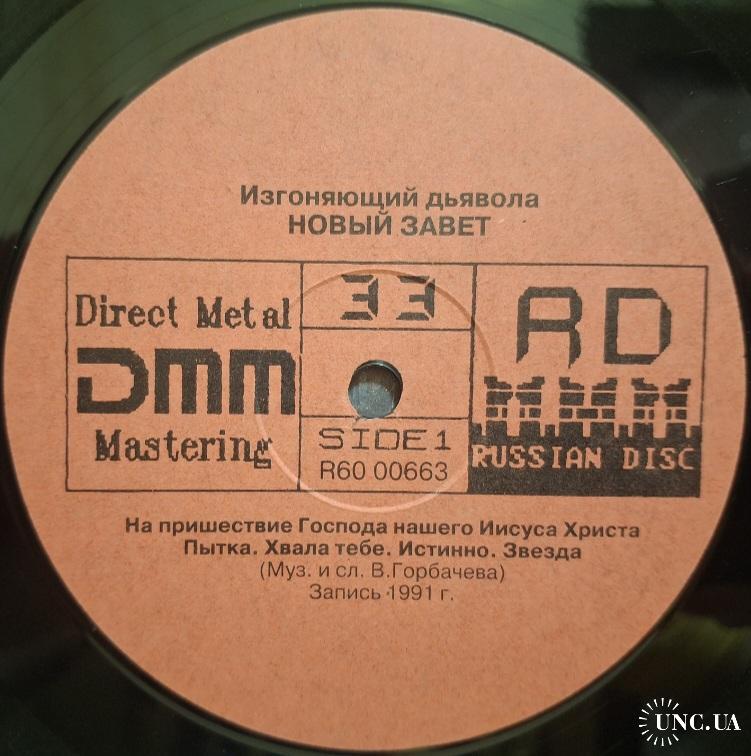 Изгоняющий дьявола
НОВЫЙ ЗАВЕТ
Direct Metal
DMM
Mastering
33
SIDE 1
R60 00663
RD
RUSSIAN DISC
На пришествие Господа нашего Иисуса Христа
Пытка. Хвала тебе. Истинно. Звезда
(Муз. и сл. В.Горбачева)
Запись 1991 г.
UNC.UA